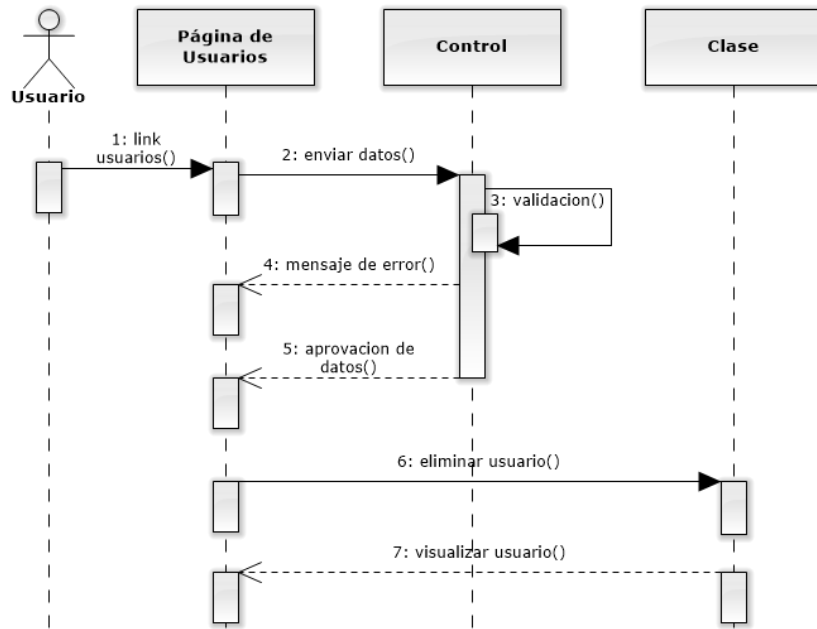 Usuario
Página de
Usuarios
Control
Clase
1: link
usuarios()
2: enviar datos()
3: validacion()
4: mensaje de error()
5: aprovacion de
datos()
6: eliminar usuario()
7: visualizar usuario()